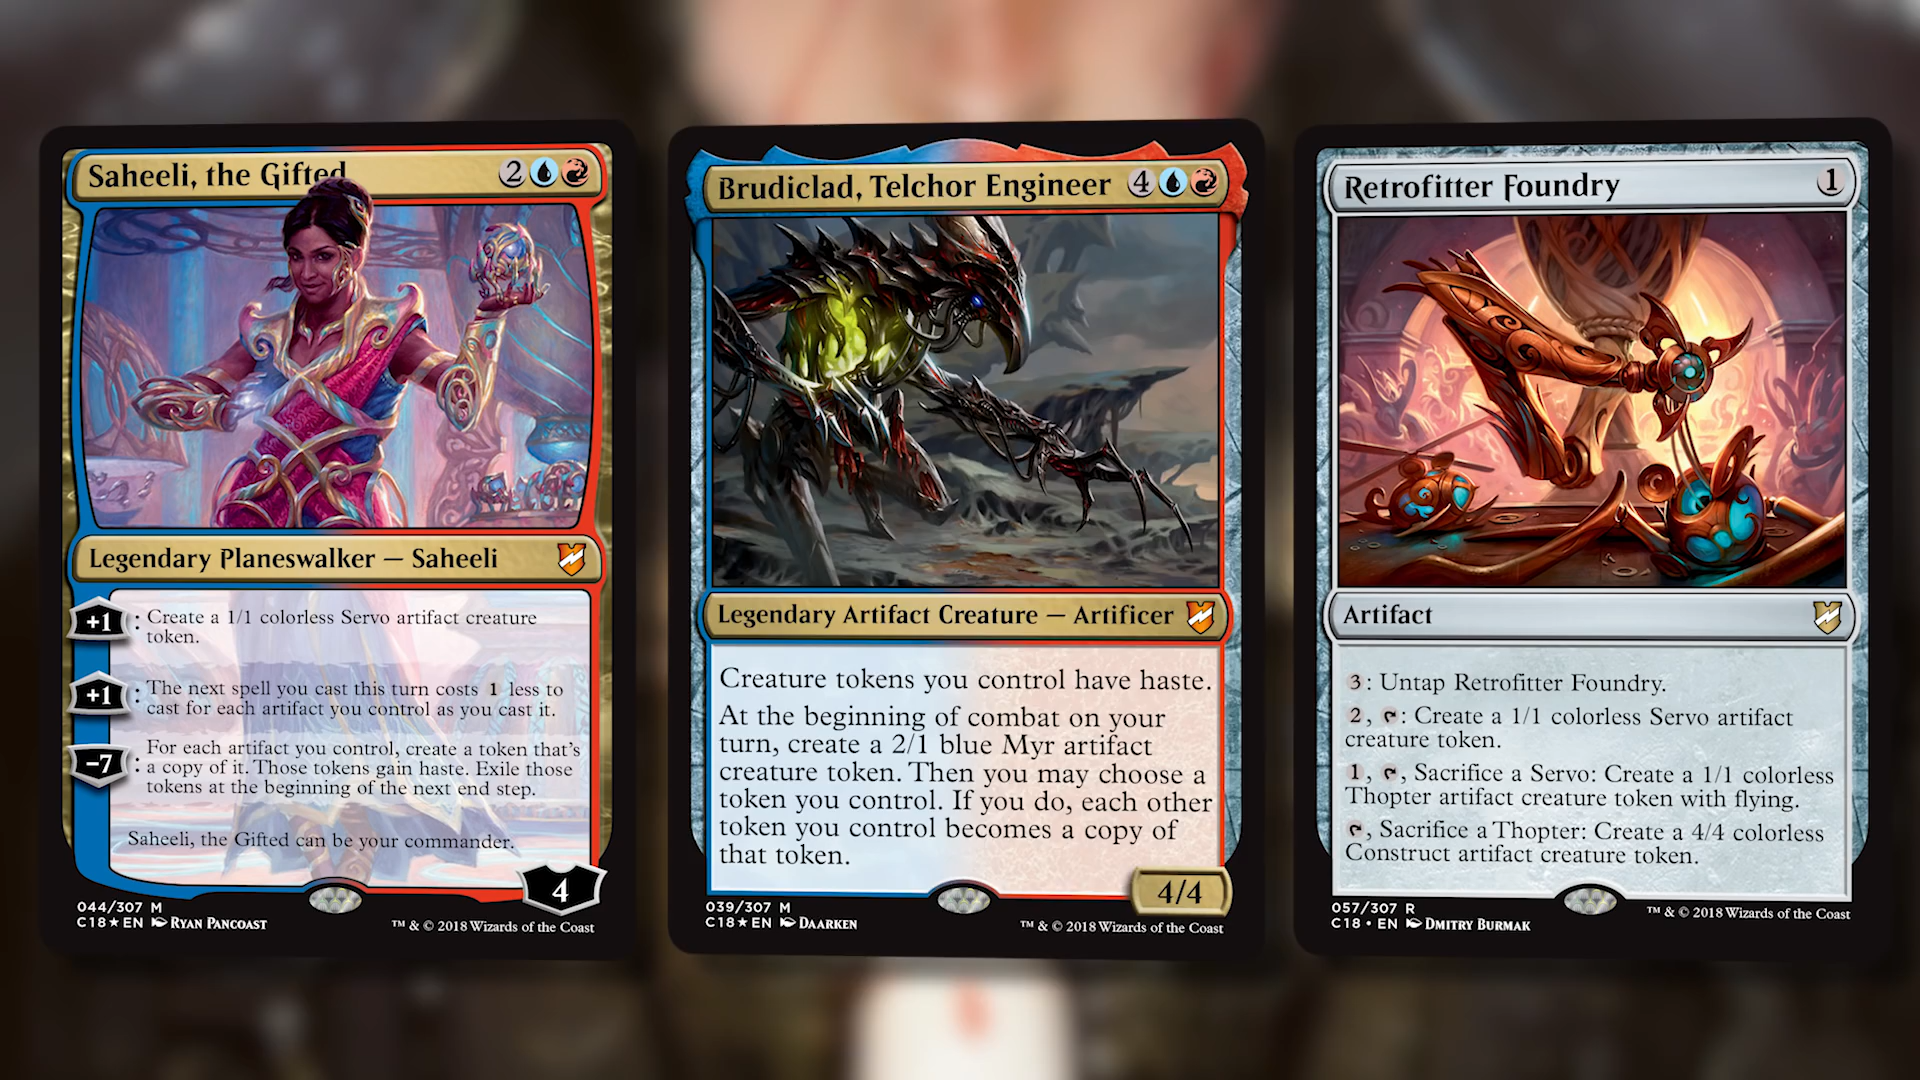 Saheeli, the Gifted
2
Legendary Planeswalker — Saheeli
+1 : Create a 1/1 colorless Servo artifact creature
token.
+1 : The next spell you cast this turn costs 1 less to
cast for each artifact you control as you cast it.
−7 : For each artifact you control, create a token that's
a copy of it. Those tokens gain haste. Exile those
tokens at the beginning of the next end step.
Saheeli, the Gifted can be your commander.
4
044/307 M
C18★EN Ryan Pancoast
™ & © 2018 Wizards of the Coast
Brudiclad, Telchor Engineer
4
Legendary Artifact Creature — Artificer
Creature tokens you control have haste.
At the beginning of combat on your
turn, create a 2/1 blue Myr artifact
creature token. Then you may choose a
token you control. If you do, each other
token you control becomes a copy of
that token.
4/4
039/307 M
C18★EN Daarken
™ & © 2018 Wizards of the Coast
Retrofitter Foundry
1
Artifact
3: Untap Retrofitter Foundry.
2, : Create a 1/1 colorless Servo artifact
creature token.
1, , Sacrifice a Servo: Create a 1/1 colorless
Thopter artifact creature token with flying.
, Sacrifice a Thopter: Create a 4/4 colorless
Construct artifact creature token.
057/307 R
C18 • EN Dmitry Burmak
™ & © 2018 Wizards of the Coast